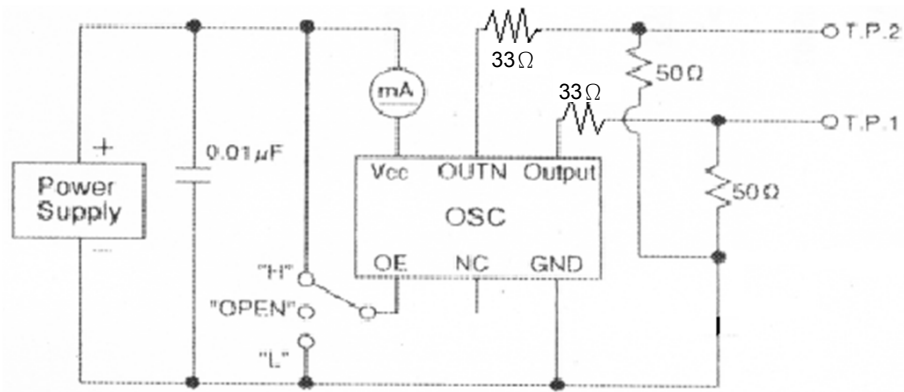 33Ω
T.P.2
50Ω
33Ω
T.P.1
mA
+
0.01μF
Power
Supply
−
Vcc OUTN Output
OSC
OE NC GND
50Ω
"H"
"OPEN"
"L"